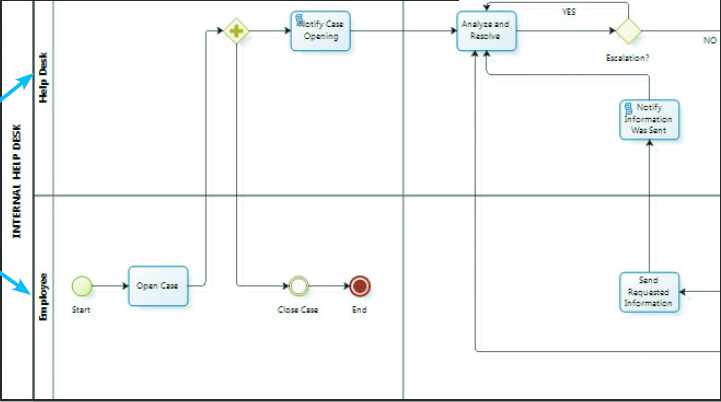 INTERNAL HELP DESK
Help Desk
Notify Case
Opening
Analyze and
Resolve
YES
Escalation?
NO
Notify
Information
Was Sent
Employee
Start
Open Case
Close Case
End
Send
Requested
Information